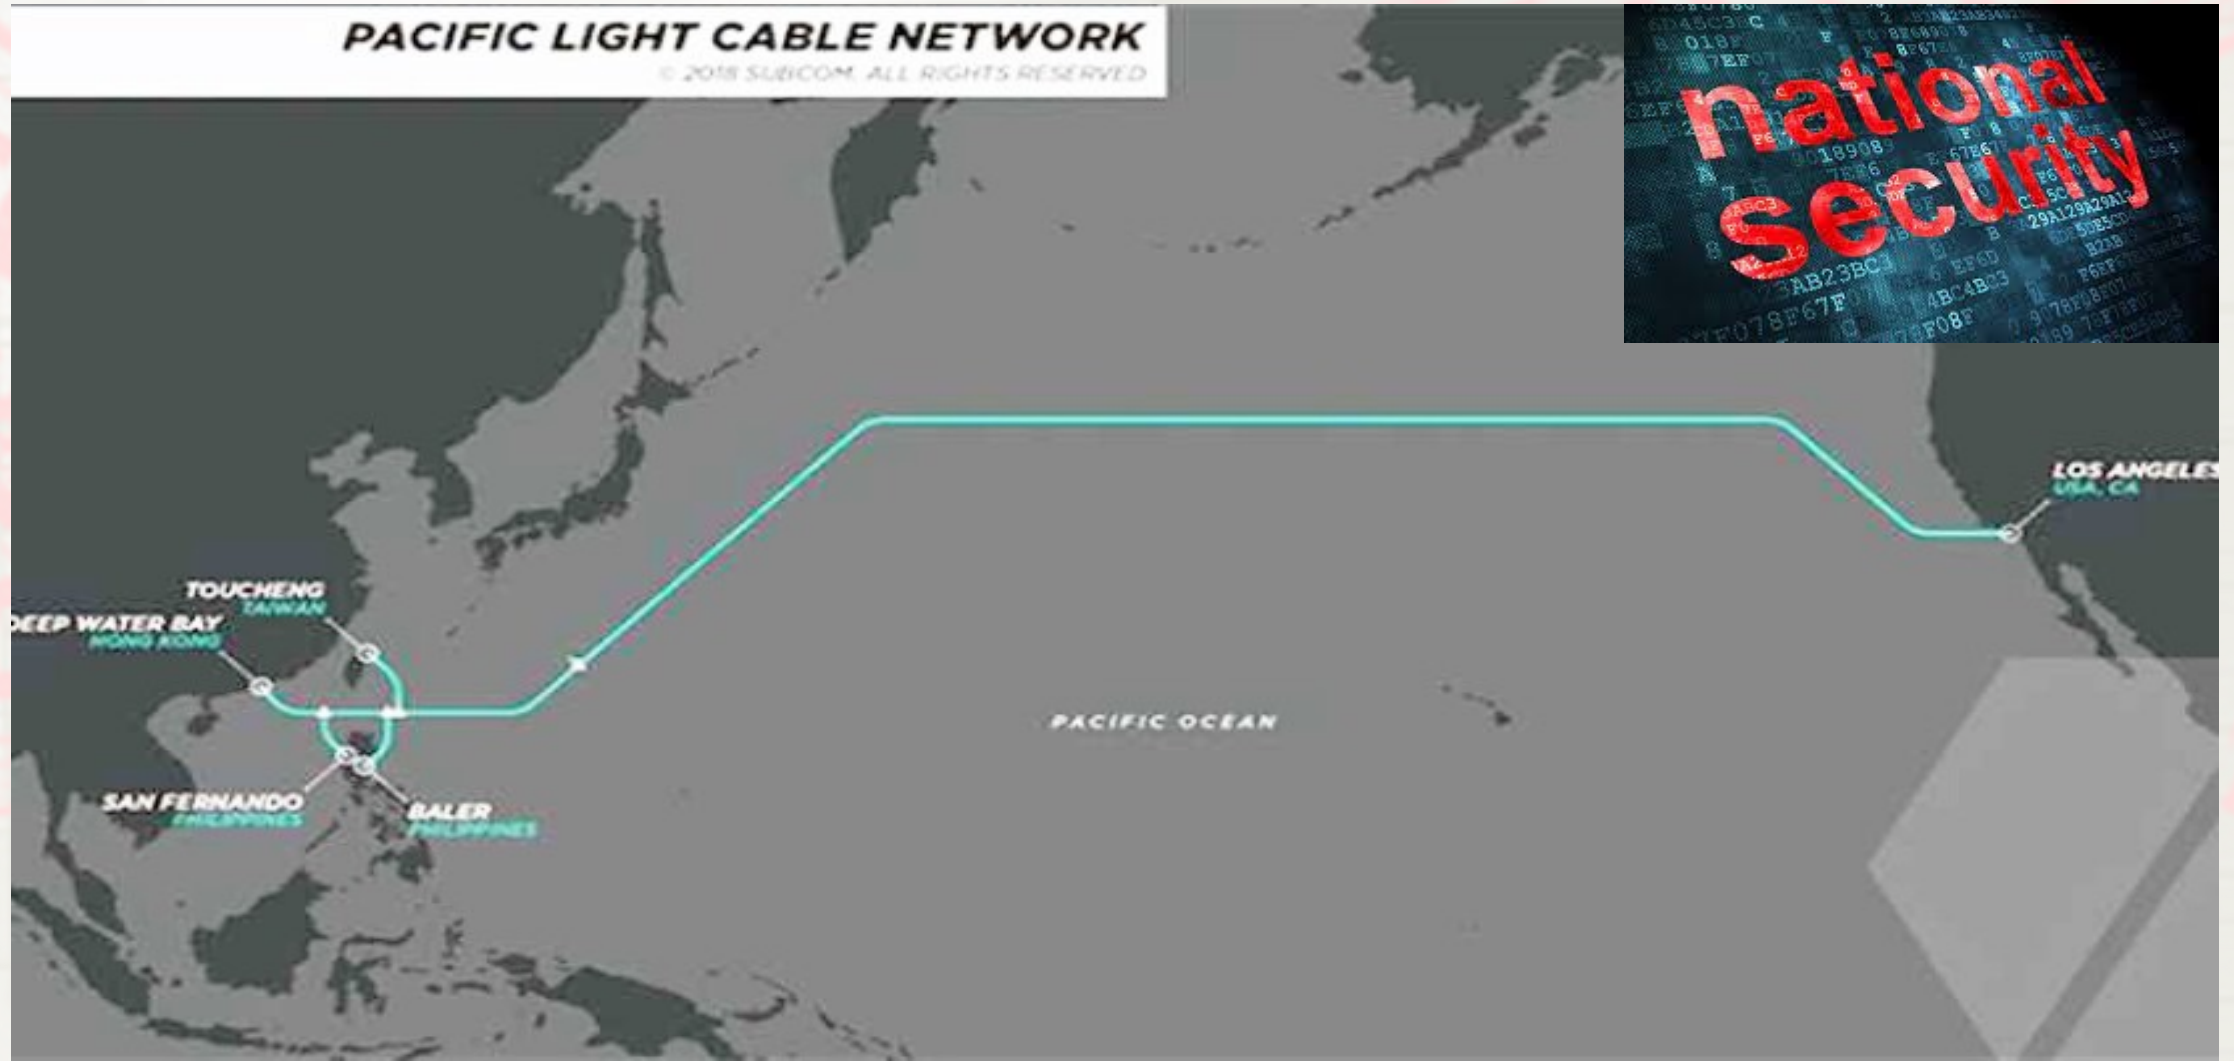 PACIFIC LIGHT CABLE NETWORK
© 2018 SUBCOM. ALL RIGHTS RESERVED
national
security
LOS ANGELES
USA, CA
TOUCHENG
TAIWAN
DEEP WATER BAY
HONG KONG
PACIFIC OCEAN
SAN FERNANDO
PHILIPPINES
BALER
PHILIPPINES